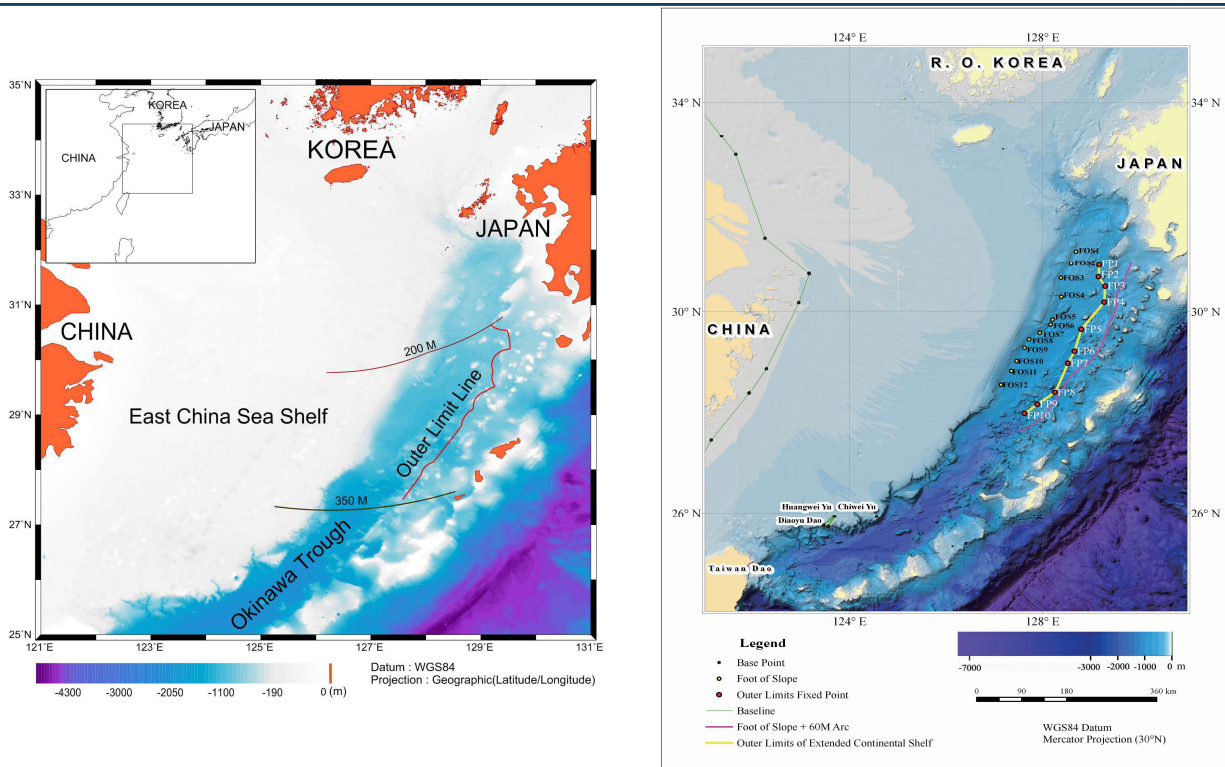 35°N
33°N
31°N
29°N
27°N
25°N
121°E
123°E
125°E
127°E
129°E
131°E
KOREA
JAPAN
CHINA
KOREA
JAPAN
CHINA
200 M
East China Sea Shelf
Outer Limit Line
350 M
Okinawa Trough
-4300
-3000
-2050
-1100
-190
0 (m)
Datum : WGS84
Projection : Geographic(Latitude/Longitude)
124° E
128° E
R. O. KOREA
34° N
34° N
JAPAN
FOS1
FOS2
FP1
FP2
FOS3
FP3
FOS4
FP4
30° N
30° N
CHINA
FOS5
FOS6
FP5
FOS7
FOS8
FOS9
FP6
FOS10
FP7
FOS11
FOS12
FP8
FP9
FP10
Huangwei Yu
Chiwei Yu
Diaoyu Dao
26° N
26° N
Taiwan Dao
124° E
128° E
Legend
Base Point
Foot of Slope
Outer Limits Fixed Point
Baseline
Foot of Slope + 60M Arc
Outer Limits of Extended Continental Shelf
-7000
-3000
-2000
-1000
0 m
0
90
180
360 km
WGS84 Datum
Mercator Projection (30°N)